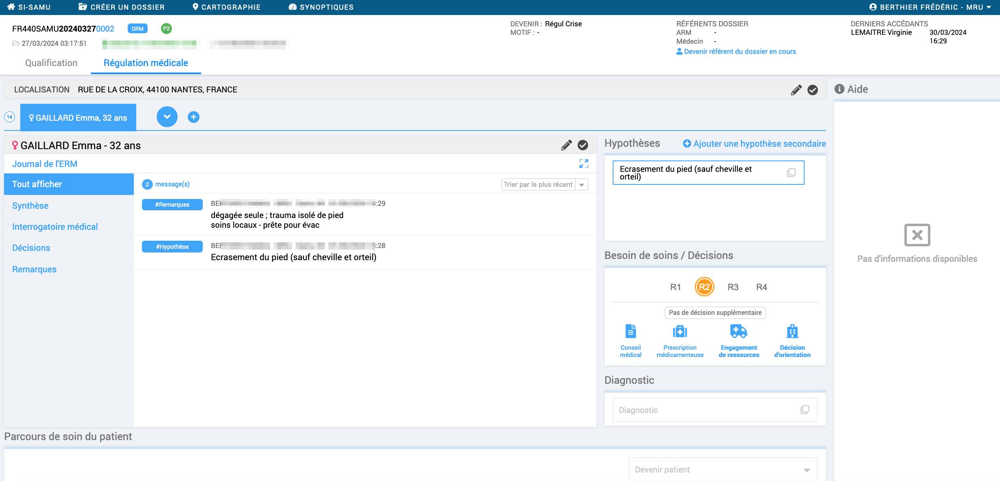 SI-SAMU
CRÉER UN DOSSIER
CARTOGRAPHIE
SYNOPTIQUES
BERTHIER FRÉDÉRIC - MRU
FR440SAMU202403270002
DRM
P2
27/03/2024 03:17:51
DEVENIR : Régul Crise
MOTIF : -
RÉFÉRENTS DOSSIER
ARM -
Médecin -
Devenir référent du dossier en cours
DERNIERS ACCÉDANTS
LEMAITRE Virginie 30/03/2024
16:29
Qualification
Régulation médicale
LOCALISATION RUE DE LA CROIX, 44100 NANTES, FRANCE
14
GAILLARD Emma, 32 ans
GAILLARD Emma - 32 ans
Journal de l'ERM
Tout afficher
Synthèse
Interrogatoire médical
Décisions
Remarques
2 message(s)
Trier par le plus récent
#Remarques
:29
dégagée seule ; trauma isolé de pied
soins locaux - prête pour évac
#Hypothèse
:28
Ecrasement du pied (sauf cheville et orteil)
Hypothèses
Ajouter une hypothèse secondaire
Ecrasement du pied (sauf cheville et
orteil)
Besoin de soins / Décisions
R1 R2 R3 R4
Pas de décision supplémentaire
Conseil
médical
Prescription
médicamenteuse
Engagement
de ressources
Décision
d'orientation
Diagnostic
Diagnostic
Aide
Pas d'informations disponibles
Parcours de soin du patient
Devenir patient